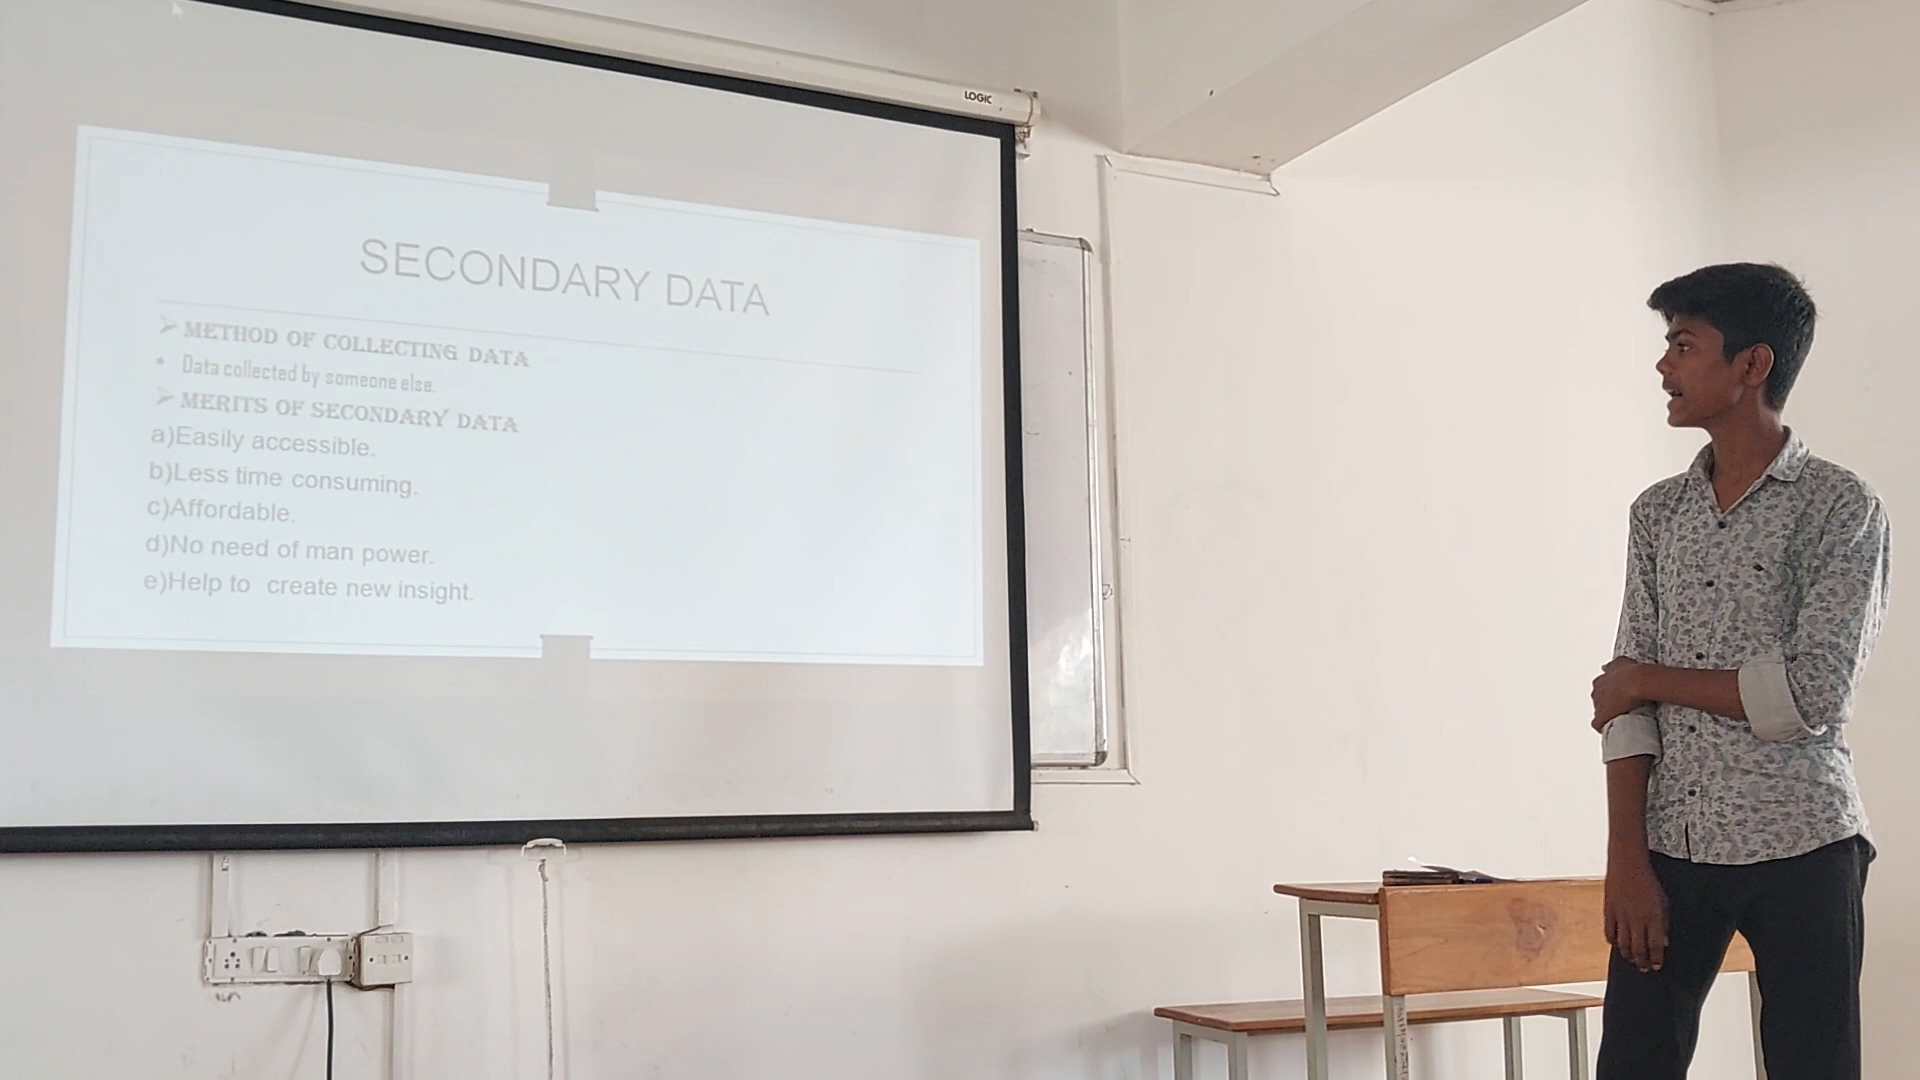 LOGIC
SECONDARY DATA
METHOD OF COLLECTING DATA
Data collected by someone else.
MERITS OF SECONDARY DATA
a)Easily accessible.
b)Less time consuming.
c)Affordable.
d)No need of man power.
e)Help to create new insight.